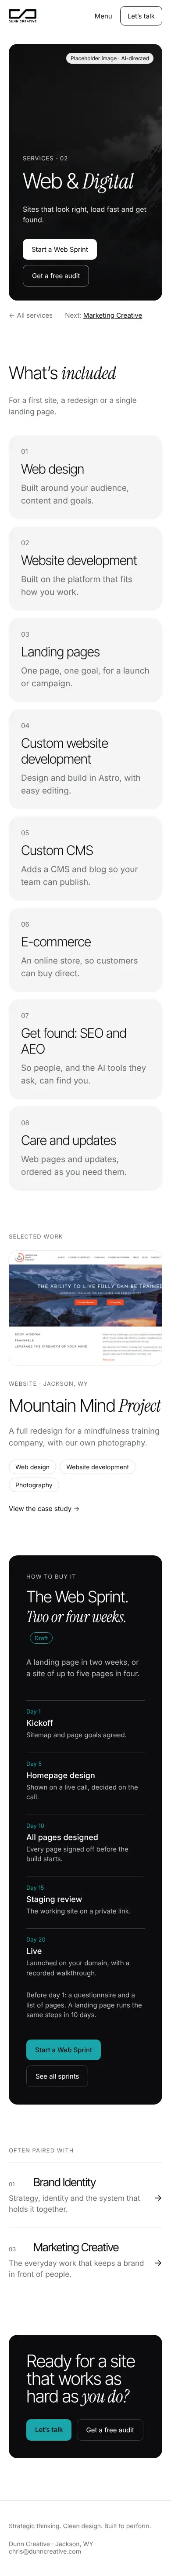 DUNN CREATIVE
Menu
Let's talk
Placeholder image · AI-directed
SERVICES · 02
Web & Digital
Sites that look right, load fast and get
found.
Start a Web Sprint
Get a free audit
← All services
Next: Marketing Creative
What's included
For a first site, a redesign or a single
landing page.
01
Web design
Built around your audience,
content and goals.
02
Website development
Built on the platform that fits
how you work.
03
Landing pages
One page, one goal, for a launch
or campaign.
04
Custom website
development
Design and build in Astro, with
easy editing.
05
Custom CMS
Adds a CMS and blog so your
team can publish.
06
E-commerce
An online store, so customers
can buy direct.
07
Get found: SEO and
AEO
So people, and the AI tools they
ask, can find you.
08
Care and updates
Web pages and updates,
ordered as you need them.
SELECTED WORK
THE ABILITY TO LIVE FULLY CAN BE TRAINED
BODY WISDOM
TRAINABLE
LEVERAGE THE STRENGTH OF YOUR MIND
WEBSITE · JACKSON, WY
Mountain Mind Project
A full redesign for a mindfulness training
company, with our own photography.
Web design
Website development
Photography
View the case study →
HOW TO BUY IT
The Web Sprint.
Two or four weeks.
Draft
A landing page in two weeks, or
a site of up to five pages in four.
Day 1
Kickoff
Sitemap and page goals agreed.
Day 5
Homepage design
Shown on a live call, decided on the
call.
Day 10
All pages designed
Every page signed off before the
build starts.
Day 15
Staging review
The working site on a private link.
Day 20
Live
Launched on your domain, with a
recorded walkthrough.
Before day 1: a questionnaire and a
list of pages. A landing page runs the
same steps in 10 days.
Start a Web Sprint
See all sprints
OFTEN PAIRED WITH
01
Brand Identity
Strategy, identity and the system that
holds it together.
→
03
Marketing Creative
The everyday work that keeps a brand
in front of people.
→
Ready for a site
that works as
hard as you do?
Let's talk
Get a free audit
Strategic thinking. Clean design. Built to perform.
Dunn Creative · Jackson, WY ·
chris@dunncreative.com